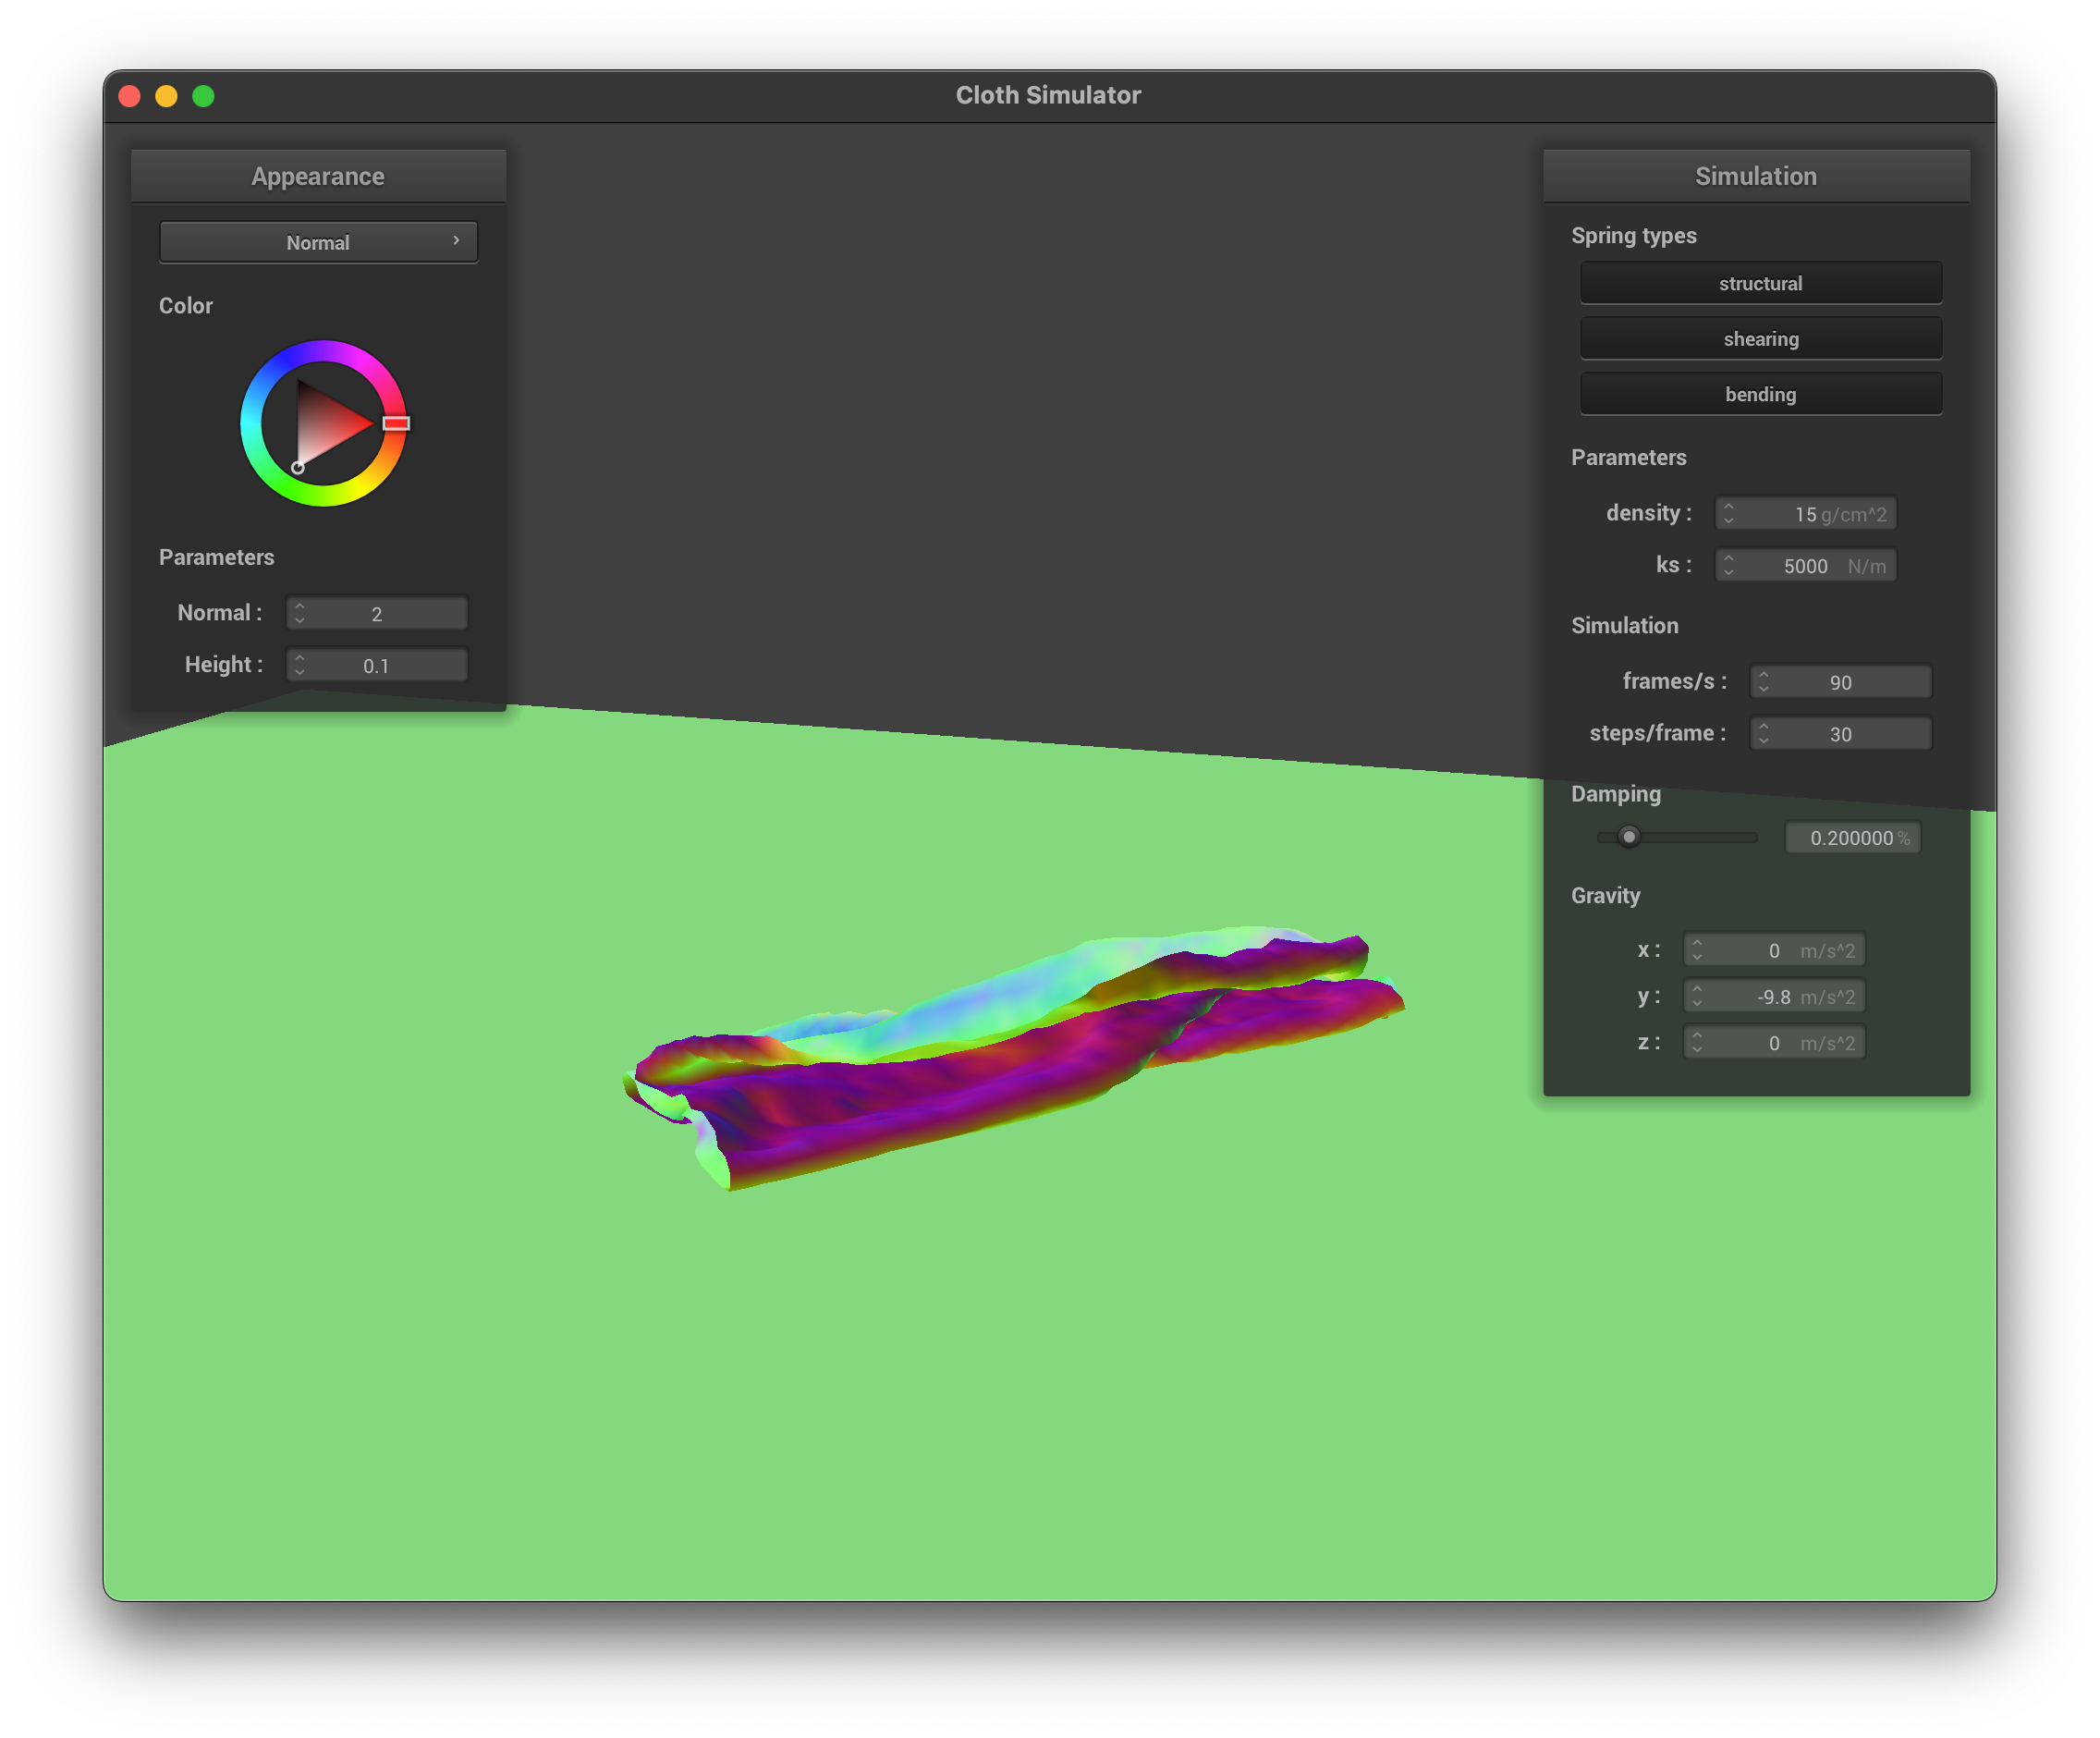 Cloth Simulator
Appearance
Normal
Color
Parameters
Normal : 2
Height : 0.1
Simulation
Spring types
structural
shearing
bending
Parameters
density : 15 g/cm^2
ks : 5000 N/m
Simulation
frames/s : 90
steps/frame : 30
Damping
0.200000 %
Gravity
x : 0 m/s^2
y : -9.8 m/s^2
z : 0 m/s^2